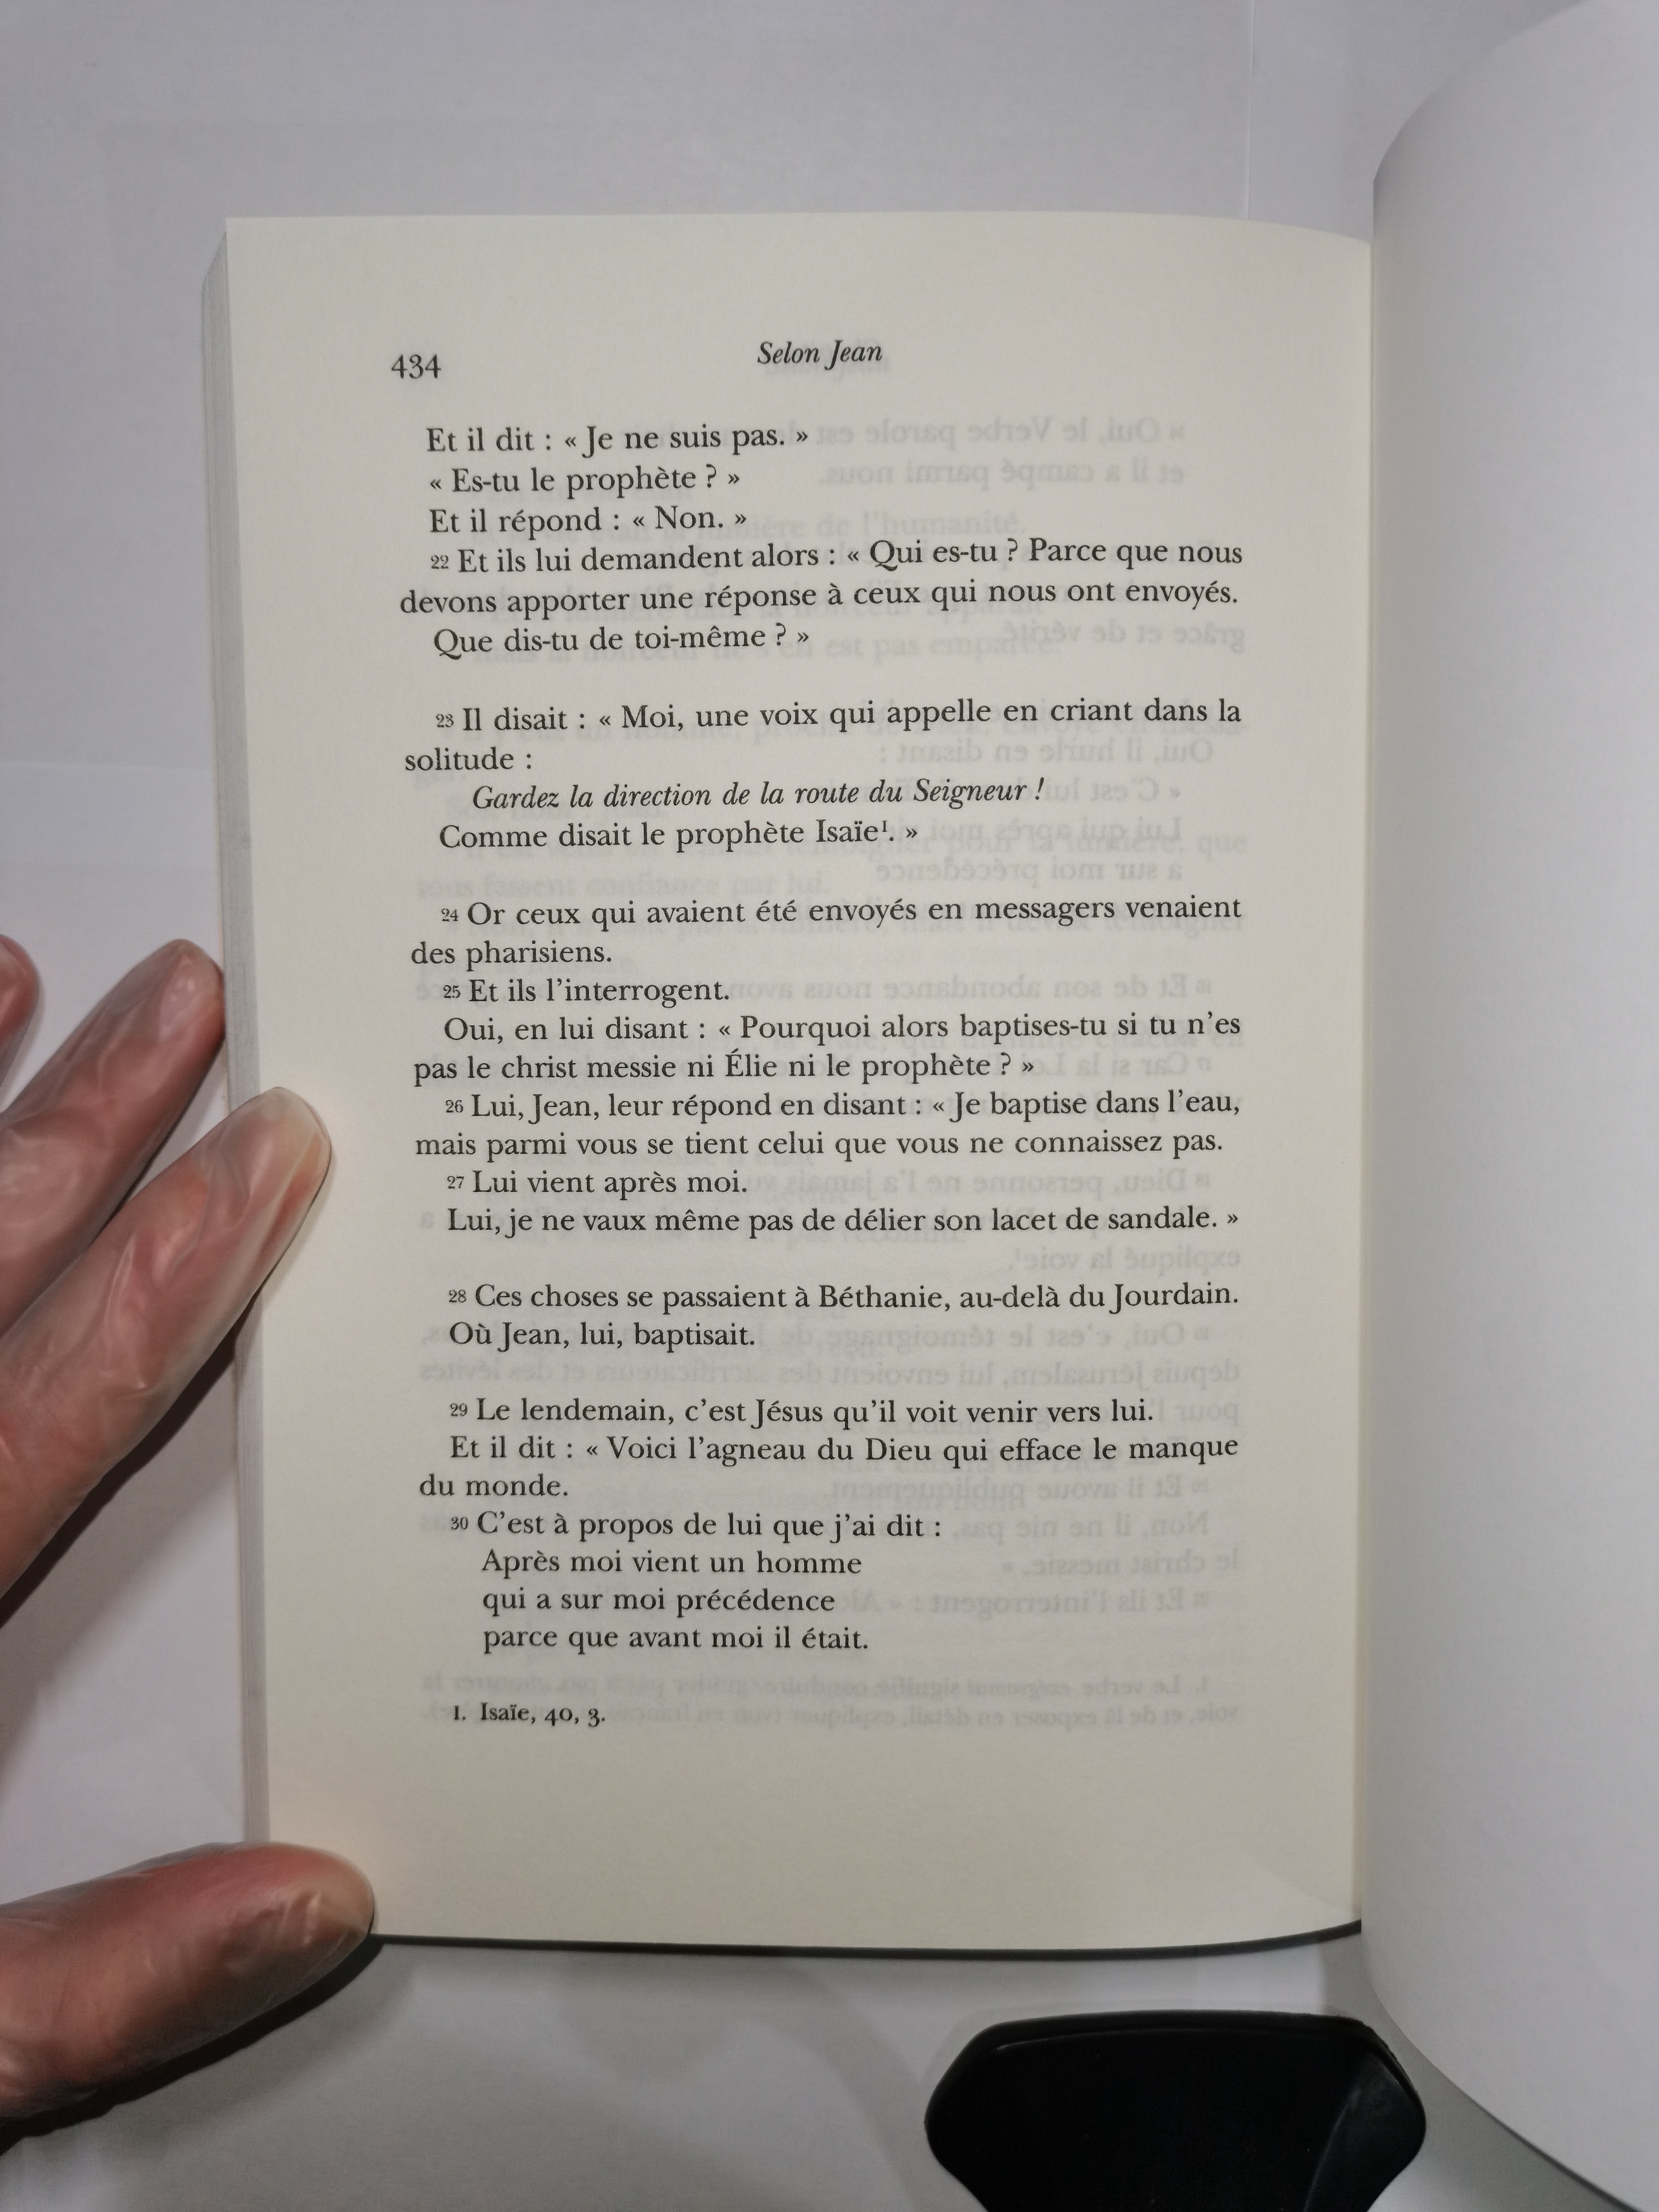 434
Selon Jean
Et il dit : « Je ne suis pas. »
« Es-tu le prophète ? »
Et il répond : « Non. »
22 Et ils lui demandent alors : « Qui es-tu ? Parce que nous
devons apporter une réponse à ceux qui nous ont envoyés.
Que dis-tu de toi-même ? »
23 Il disait : « Moi, une voix qui appelle en criant dans la
solitude :
Gardez la direction de la route du Seigneur !
Comme disait le prophète Isaïe¹. »
24 Or ceux qui avaient été envoyés en messagers venaient
des pharisiens.
25 Et ils l’interrogent.
Oui, en lui disant : « Pourquoi alors baptises-tu si tu n’es
pas le christ messie ni Élie ni le prophète ? »
26 Lui, Jean, leur répond en disant : « Je baptise dans l’eau,
mais parmi vous se tient celui que vous ne connaissez pas.
27 Lui vient après moi.
Lui, je ne vaux même pas de délier son lacet de sandale. »
28 Ces choses se passaient à Béthanie, au-delà du Jourdain.
Où Jean, lui, baptisait.
29 Le lendemain, c’est Jésus qu’il voit venir vers lui.
Et il dit : « Voici l’agneau du Dieu qui efface le manque
du monde.
30 C’est à propos de lui que j’ai dit :
Après moi vient un homme
qui a sur moi précédence
parce que avant moi il était.
1. Isaïe, 40, 3.